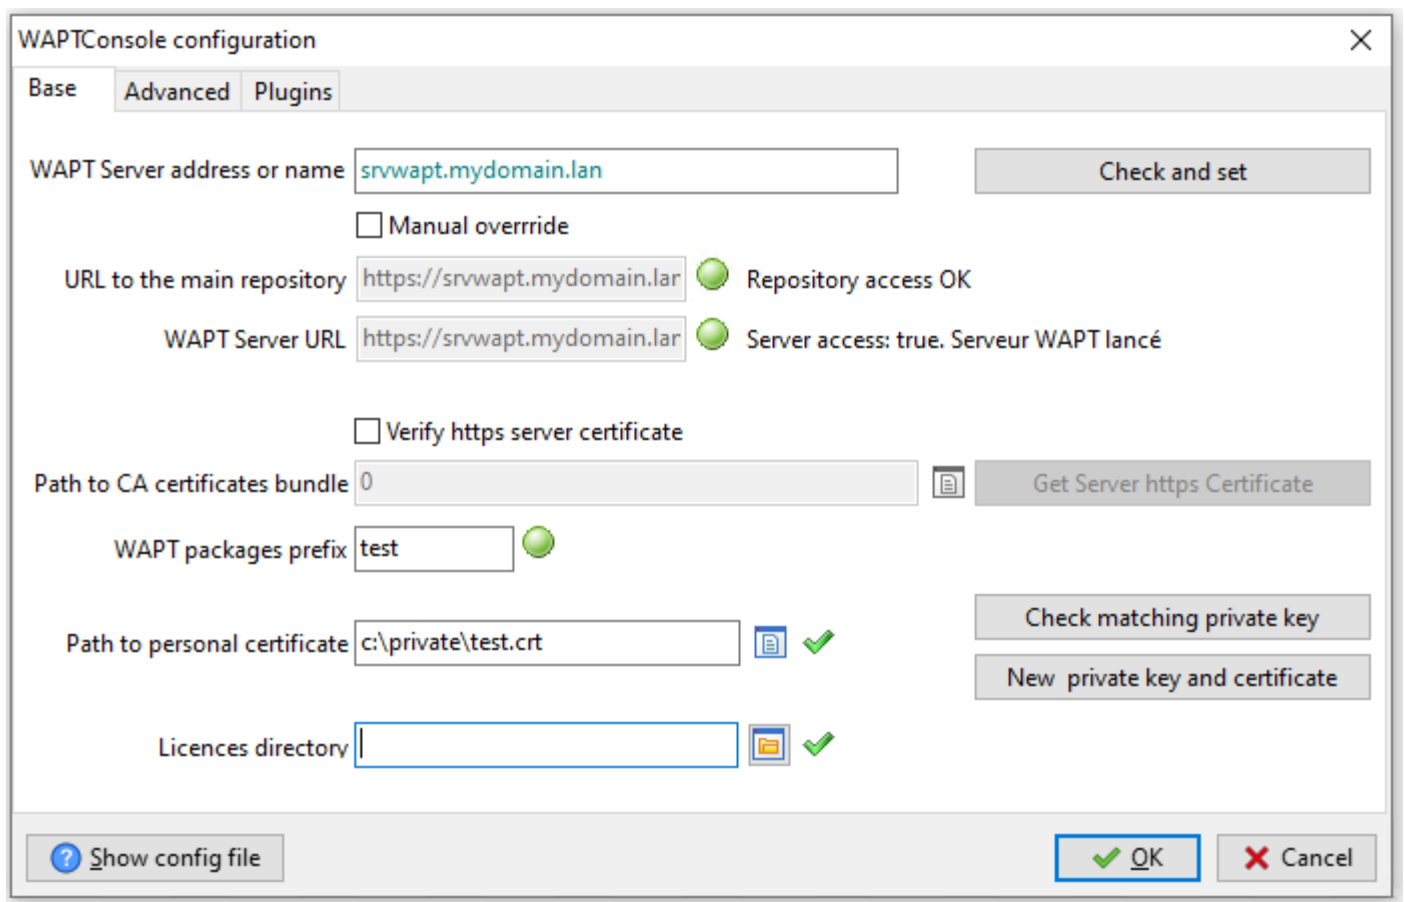 WAPTConsole configuration
Base Advanced Plugins
WAPT Server address or name srvwapt.mydomain.lan Check and set
Manual overrride
URL to the main repository https://srvwapt.mydomain.lan Repository access OK
WAPT Server URL https://srvwapt.mydomain.lan Server access: true. Serveur WAPT lancé
Verify https server certificate
Path to CA certificates bundle 0 Get Server https Certificate
WAPT packages prefix test
Check matching private key
Path to personal certificate c:\private\test.crt
New private key and certificate
Licences directory
Show config file OK Cancel